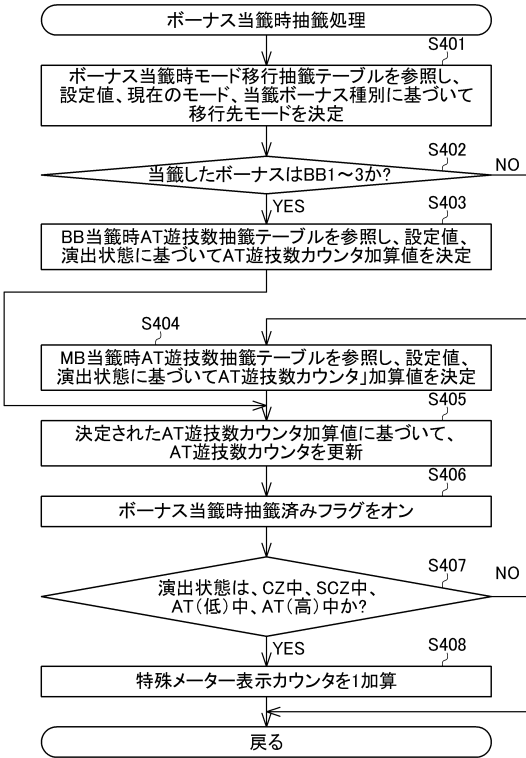 ボーナス当籤時抽籤処理
S401
ボーナス当籤時モード移行抽籤テーブルを参照し、
設定値、現在のモード、当籤ボーナス種別に基づいて
移行先モードを決定
S402
当籤したボーナスはBB1～3か?
NO
YES
S403
BB当籤時AT遊技数抽籤テーブルを参照し、設定値、
演出状態に基づいてAT遊技数カウンタ加算値を決定
S404
MB当籤時AT遊技数抽籤テーブルを参照し、設定値、
演出状態に基づいてAT遊技数カウンタ」加算値を決定
S405
決定されたAT遊技数カウンタ加算値に基づいて、
AT遊技数カウンタを更新
S406
ボーナス当籤時抽籤済みフラグをオン
S407
演出状態は、CZ中、SCZ中、
AT(低)中、AT(高)中か?
NO
YES
S408
特殊メーター表示カウンタを1加算
戻る